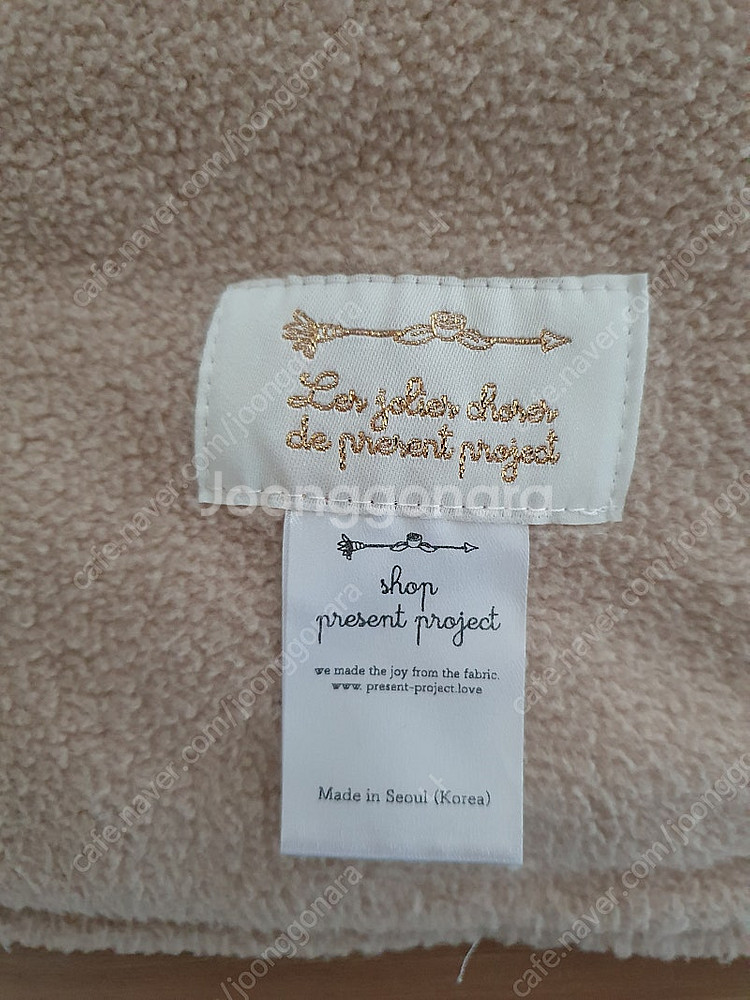 Les jolies choses
de present project
Joonggonara
shop
present project
we made the joy from the fabric.
www. present-project.love
Made in Seoul (Korea)
cafe.naver.com/joonggonara